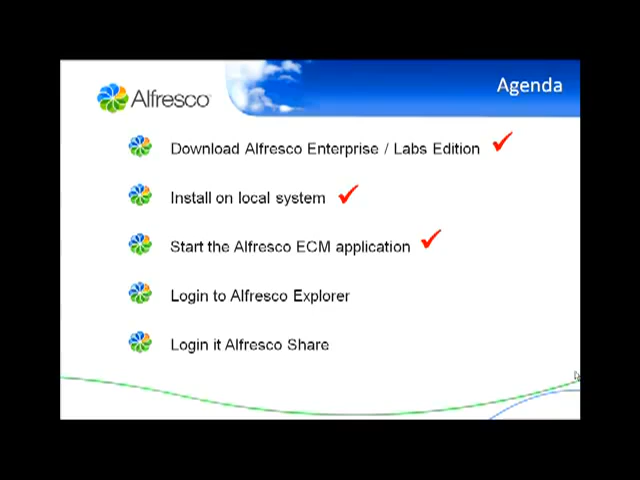 Agenda
Alfresco
Download Alfresco Enterprise / Labs Edition
Install on local system
Start the Alfresco ECM application
Login to Alfresco Explorer
Login it Alfresco Share